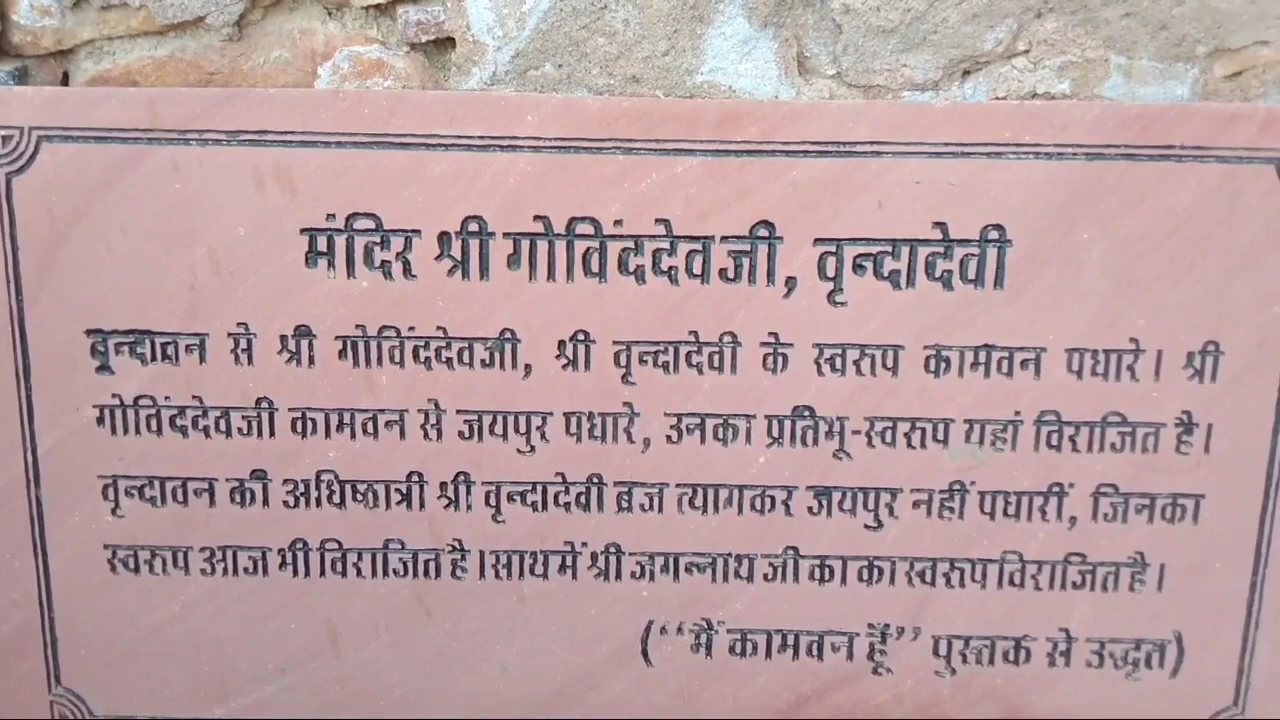 मंदिर श्री गोविंददेवजी, वृन्दादेवी
बृन्दावन से श्री गोविंददेवजी, श्री वृन्दादेवी के स्वरुप कामवन पधारे। श्री
गोविंददेवजी कामवन से जयपुर पधारे, उनका प्रतिभू-स्वरुप यहां विराजित है।
वृन्दावन की अधिष्ठात्री श्री वृन्दादेवी ब्रज त्यागकर जयपुर नहीं पधारीं, जिनका
स्वरुप आज भी विराजित है। साथ में श्री जगन्नाथ जी का का स्वरुप विराजित है।
(“मैं कामवन हूँ” पुस्तक से उद्धृत)